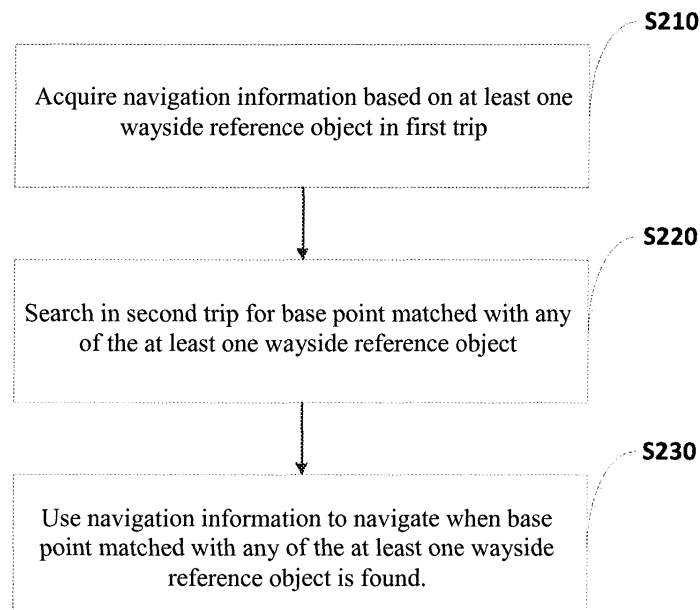 S210
Acquire navigation information based on at least one
wayside reference object in first trip
S220
Search in second trip for base point matched with any
of the at least one wayside reference object
S230
Use navigation information to navigate when base
point matched with any of the at least one wayside
reference object is found.